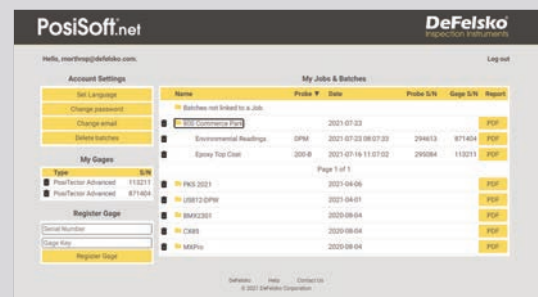 PosiSoft.net
DeFelsko
Inspection Instruments
Hello, mnorthrop@defelsko.com.
Log out
Account Settings
Set Language
Change password
Change email
Delete batches
My Gages
Type S/N
PosiTector Advanced 113211
PosiTector Advanced 871404
Register Gage
Serial Number
Gage Key
Register Gage
My Jobs & Batches
Name Probe ▼ Date Probe S/N Gage S/N Report
Batches not linked to a Job
900 Commerce Park 2021-07-23 PDF
Environmental Readings DPM 2021-07-23 08:07:33 294613 871404 PDF
Epoxy Top Coat 200-B 2021-07-16 11:07:02 295084 113211 PDF
Page 1 of 1
PKS 2021 2021-04-06 PDF
US812-DPM 2021-04-01 PDF
BMX2301 2020-08-04 PDF
CX85 2020-08-04 PDF
MXPro 2020-08-04 PDF
DeFelsko Help Contact Us
© 2021 DeFelsko Corporation